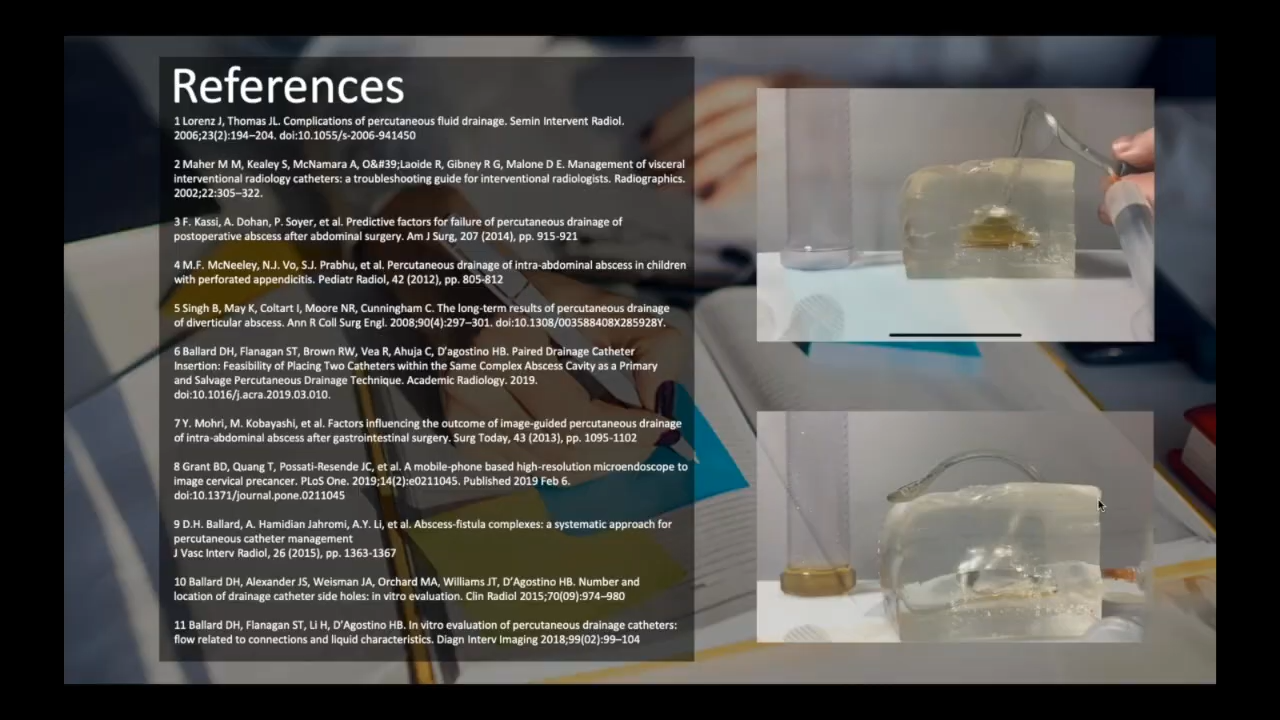 References
1 Lorenz J, Thomas JL. Complications of percutaneous fluid drainage. Semin Intervent Radiol.
2006;23(2):194–204. doi:10.1055/s-2006-941450
2 Maher M M, Kealey S, McNamara A, O&#39;Laoide R, Gibney R G, Malone D E. Management of visceral
interventional radiology catheters: a troubleshooting guide for interventional radiologists. Radiographics.
2002;22:305–322.
3 F. Kassi, A. Dohan, P. Soyer, et al. Predictive factors for failure of percutaneous drainage of
postoperative abscess after abdominal surgery. Am J Surg, 207 (2014), pp. 915-921
4 M.F. McNeeley, N.J. Vo, S.J. Prabhu, et al. Percutaneous drainage of intra-abdominal abscess in children
with perforated appendicitis. Pediatr Radiol, 42 (2012), pp. 805-812
5 Singh B, May K, Coltart I, Moore NR, Cunningham C. The long-term results of percutaneous drainage
of diverticular abscess. Ann R Coll Surg Engl. 2008;90(4):297–301. doi:10.1308/003588408X285928Y.
6 Ballard DH, Flanagan ST, Brown RW, Vea R, Ahuja C, D'agostino HB. Paired Drainage Catheter
Insertion: Feasibility of Placing Two Catheters within the Same Complex Abscess Cavity as a Primary
and Salvage Percutaneous Drainage Technique. Academic Radiology. 2019.
doi:10.1016/j.acra.2019.03.010.
7 Y. Mohri, M. Kobayashi, et al. Factors influencing the outcome of image-guided percutaneous drainage
of intra-abdominal abscess after gastrointestinal surgery. Surg Today, 43 (2013), pp. 1095-1102
8 Grant BD, Quang T, Possati-Resende JC, et al. A mobile-phone based high-resolution microendoscope to
image cervical precancer. PLoS One. 2019;14(2):e0211045. Published 2019 Feb 6.
doi:10.1371/journal.pone.0211045
9 D.H. Ballard, A. Hamidian Jahromi, A.Y. Li, et al. Abscess-fistula complexes: a systematic approach for
percutaneous catheter management
J Vasc Interv Radiol, 26 (2015), pp. 1363-1367
10 Ballard DH, Alexander JS, Weisman JA, Orchard MA, Williams JT, D’Agostino HB. Number and
location of drainage catheter side holes: in vitro evaluation. Clin Radiol 2015;70(09):974–980
11 Ballard DH, Flanagan ST, Li H, D’Agostino HB. In vitro evaluation of percutaneous drainage catheters:
flow related to connections and liquid characteristics. Diagn Interv Imaging 2018;99(02):99–104